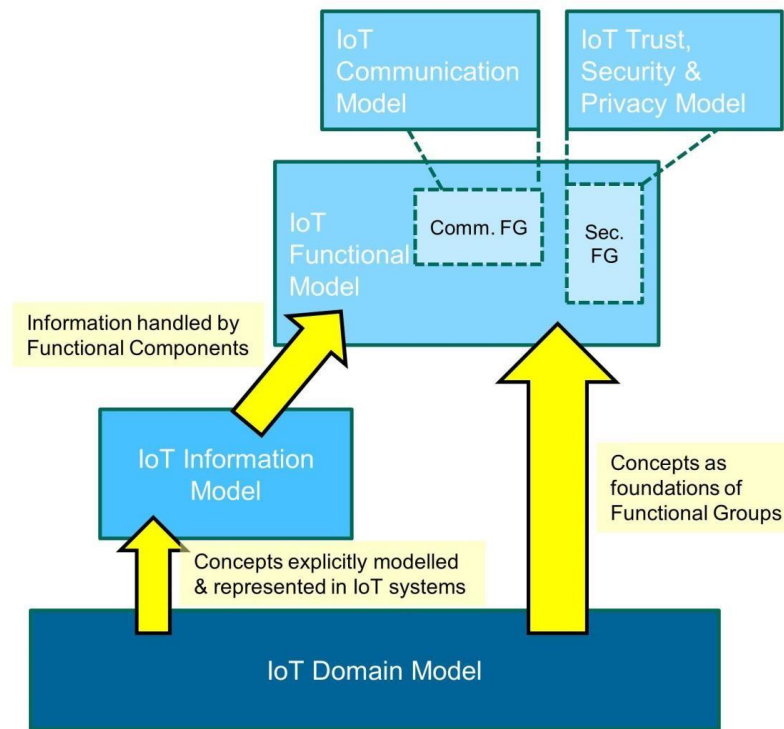 IoT
Communication
Model
IoT Trust,
Security &
Privacy Model
IoT
Functional
Model
Comm. FG
Sec.
FG
Information handled by
Functional Components
IoT Information
Model
Concepts as
foundations of
Functional Groups
Concepts explicitly modelled
& represented in IoT systems
IoT Domain Model